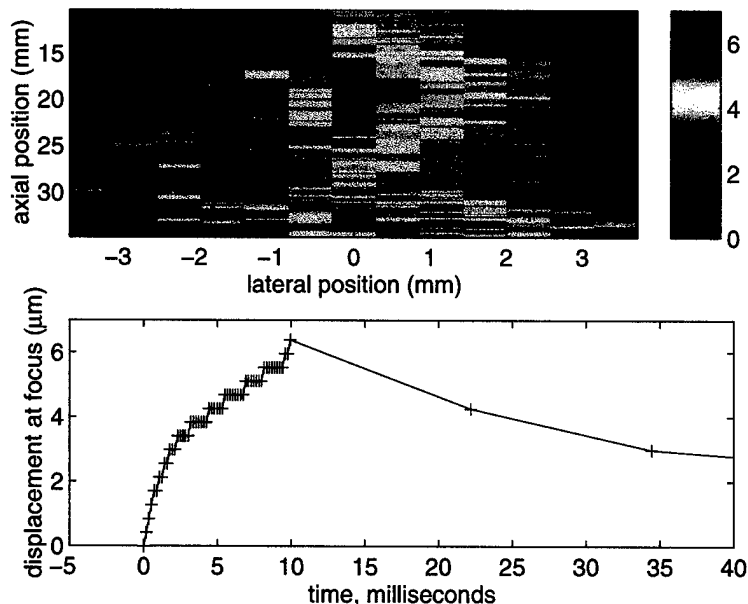 axial position (mm)
10
15
20
25
30
-3 -2 -1 0 1 2 3
lateral position (mm)
6
4
2
0
displacement at focus (μm)
6
4
2
0
-5 0 5 10 15 20 25 30 35 40
time, milliseconds